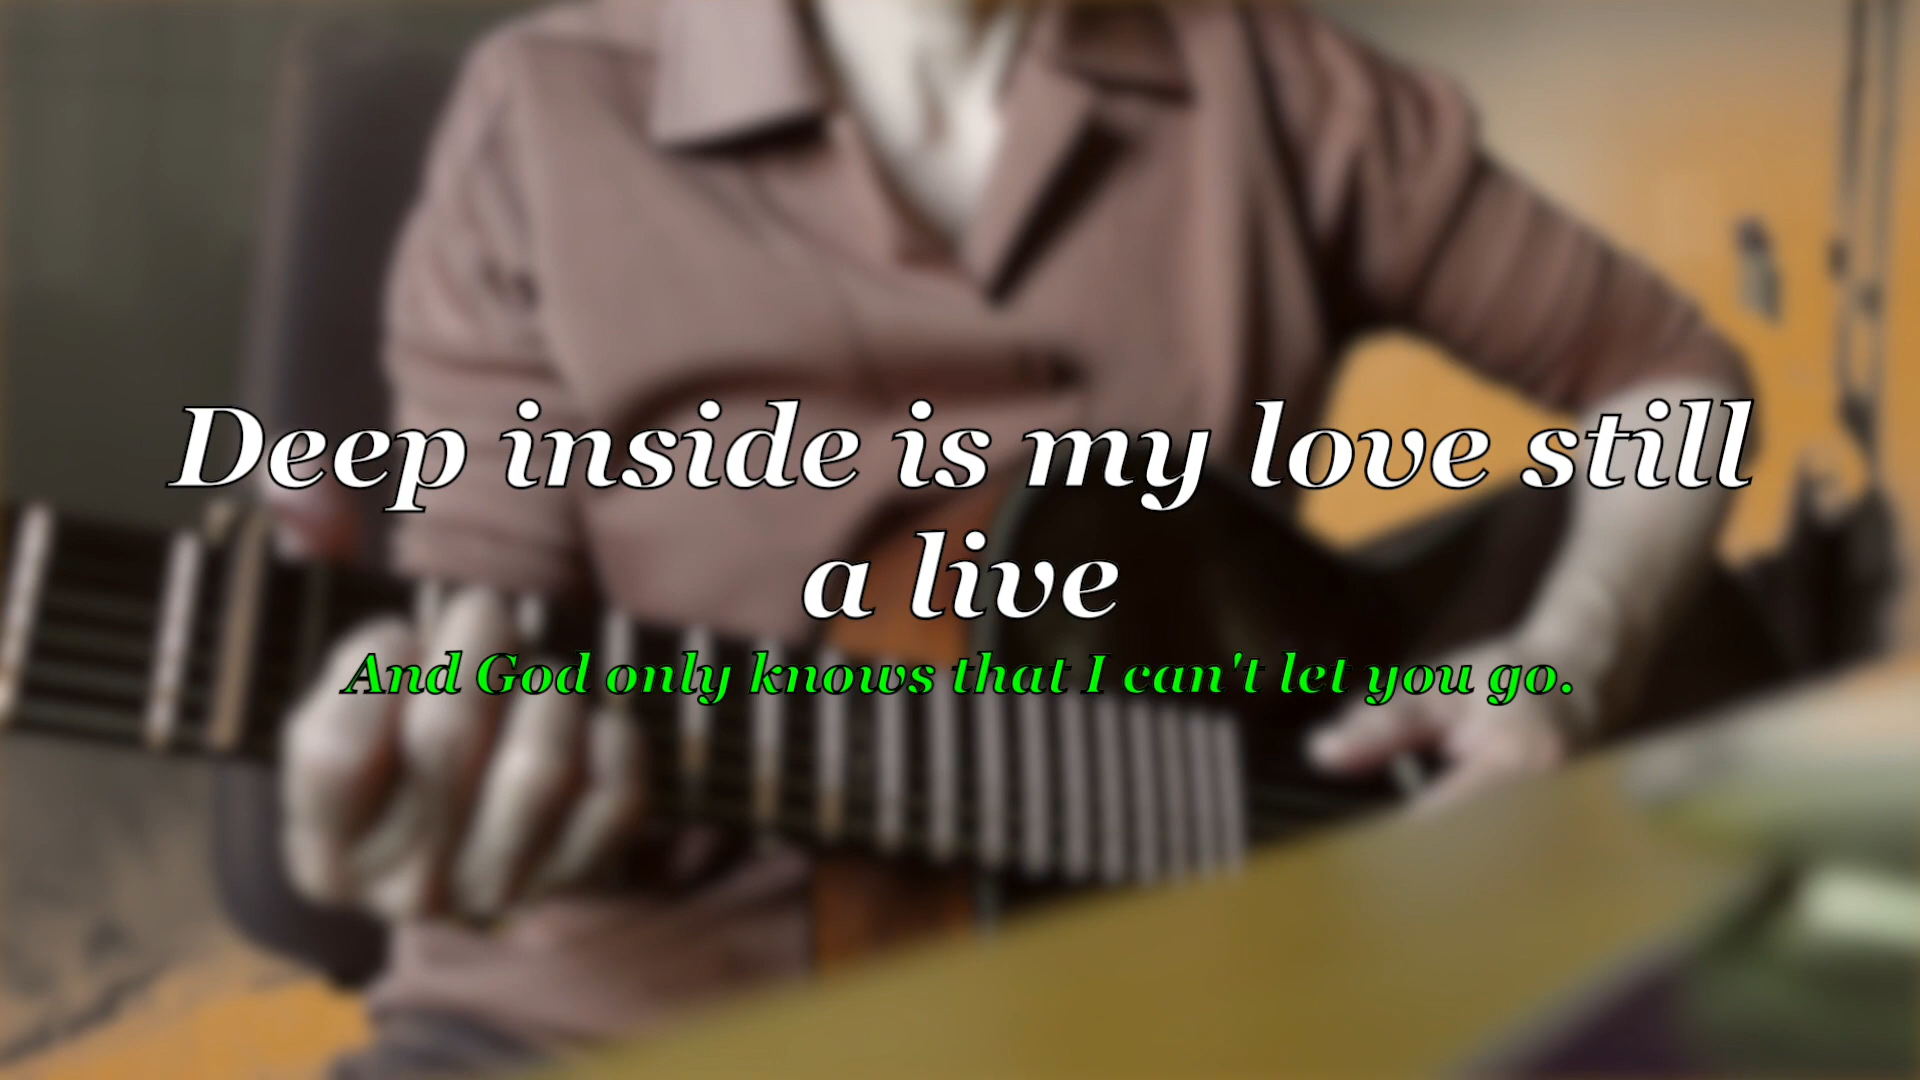 Deep inside is my love still
a live
And God only knows that I can't let you go.